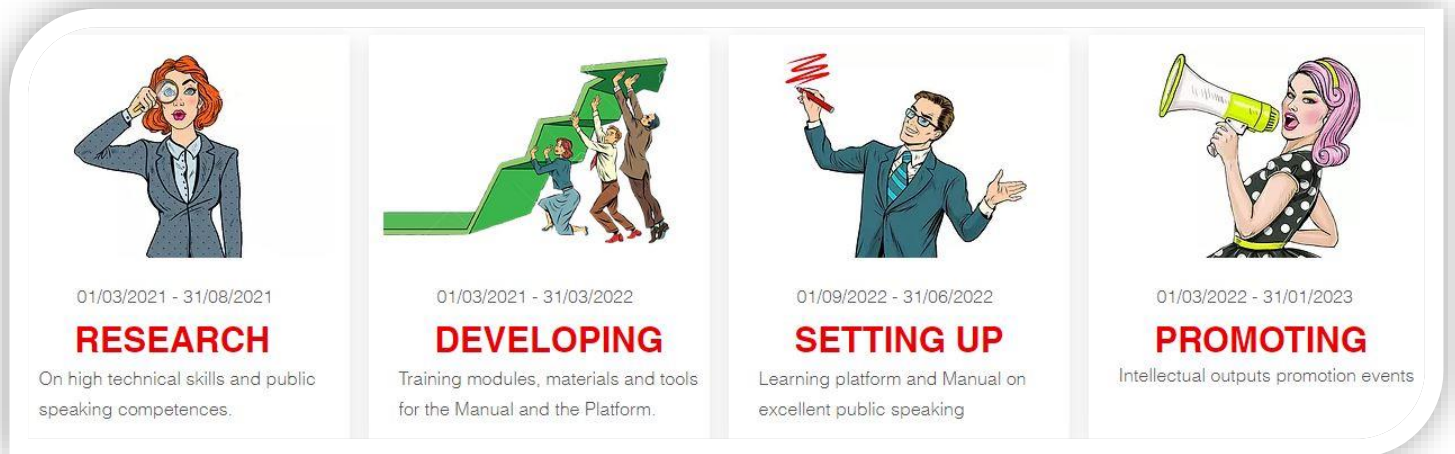 01/03/2021 - 31/08/2021
RESEARCH
On high technical skills and public
speaking competences.
01/03/2021 - 31/03/2022
DEVELOPING
Training modules, materials and tools
for the Manual and the Platform.
01/09/2022 - 31/06/2022
SETTING UP
Learning platform and Manual on
excellent public speaking
01/03/2022 - 31/01/2023
PROMOTING
Intellectual outputs promotion events